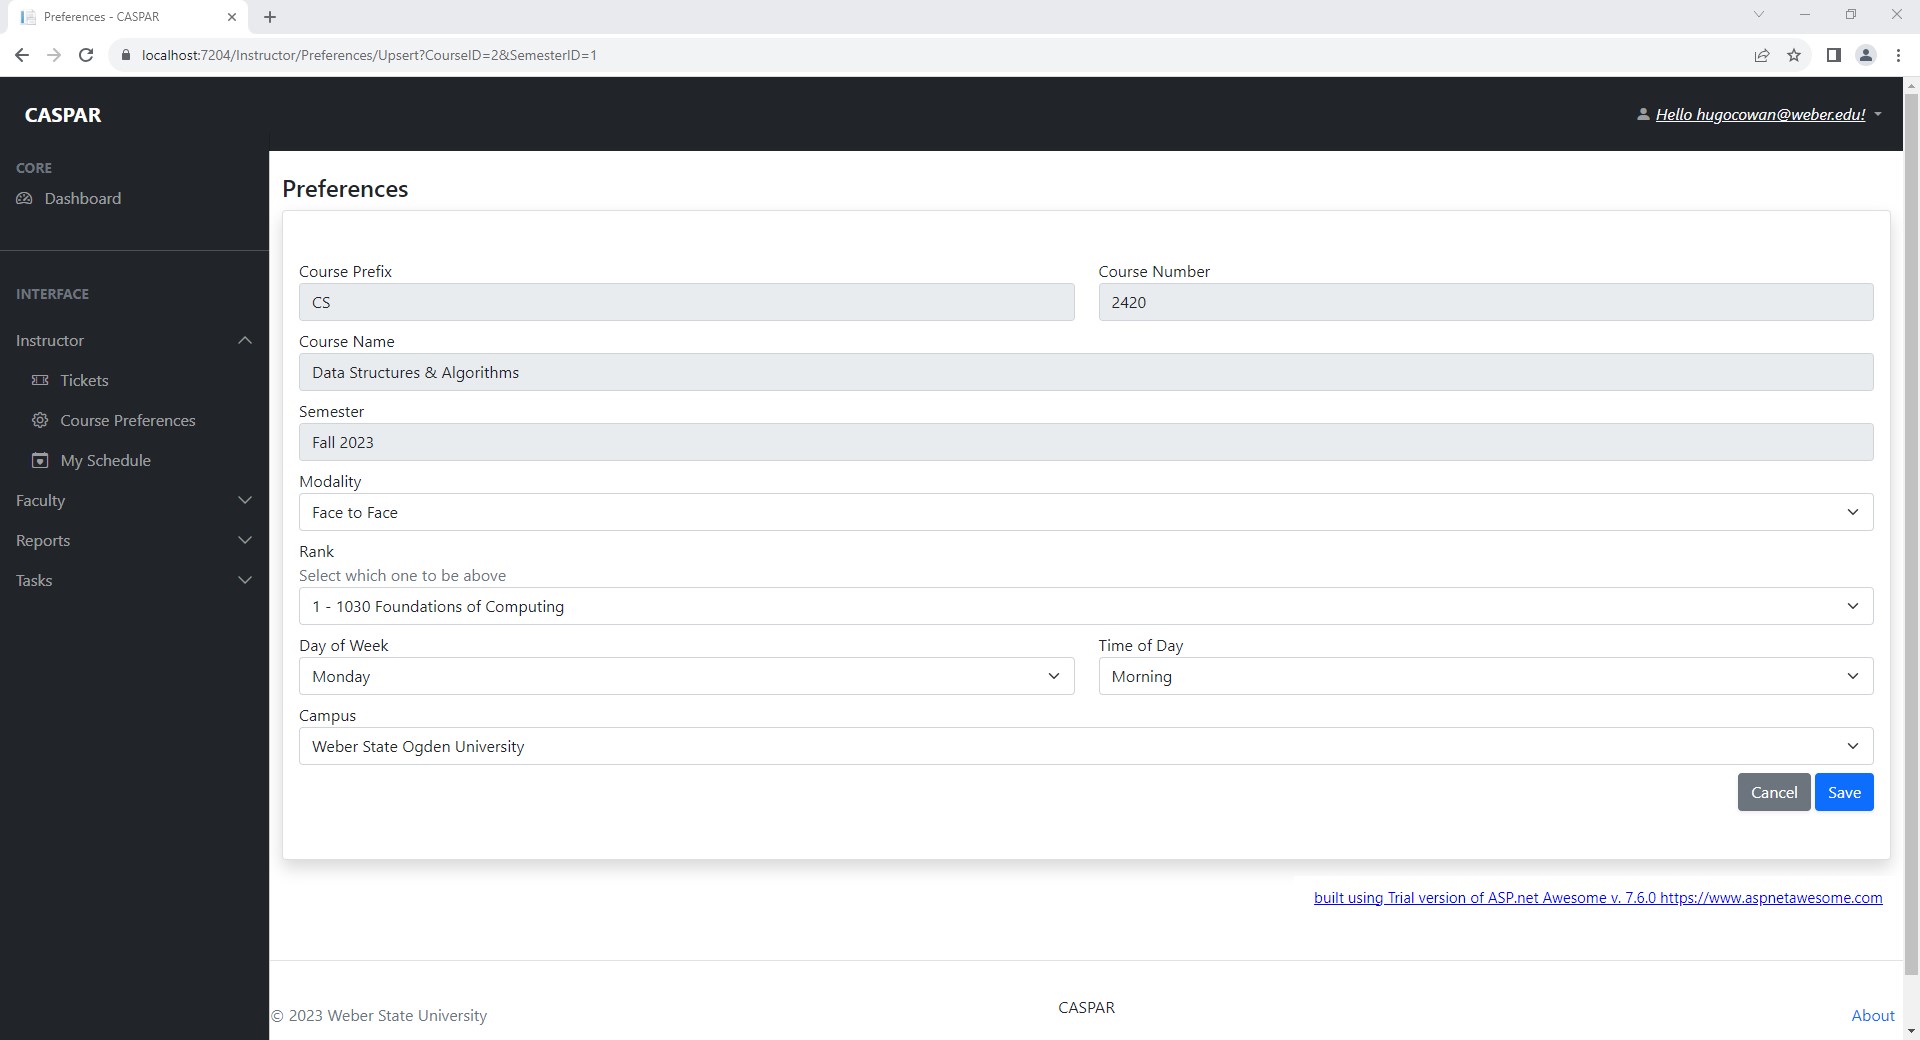 Preferences - CASPAR
localhost:7204/Instructor/Preferences/Upsert?CourseID=2&SemesterID=1
CASPAR
Hello hugocowan@weber.edu!
CORE
Dashboard
INTERFACE
Instructor
Tickets
Course Preferences
My Schedule
Faculty
Reports
Tasks
Preferences
Course Prefix
Course Number
CS
2420
Course Name
Data Structures & Algorithms
Semester
Fall 2023
Modality
Face to Face
Rank
Select which one to be above
1 - 1030 Foundations of Computing
Day of Week
Time of Day
Monday
Morning
Campus
Weber State Ogden University
Cancel
Save
built using Trial version of ASP.net Awesome v. 7.6.0 https://www.aspnetawesome.com
© 2023 Weber State University
CASPAR
About